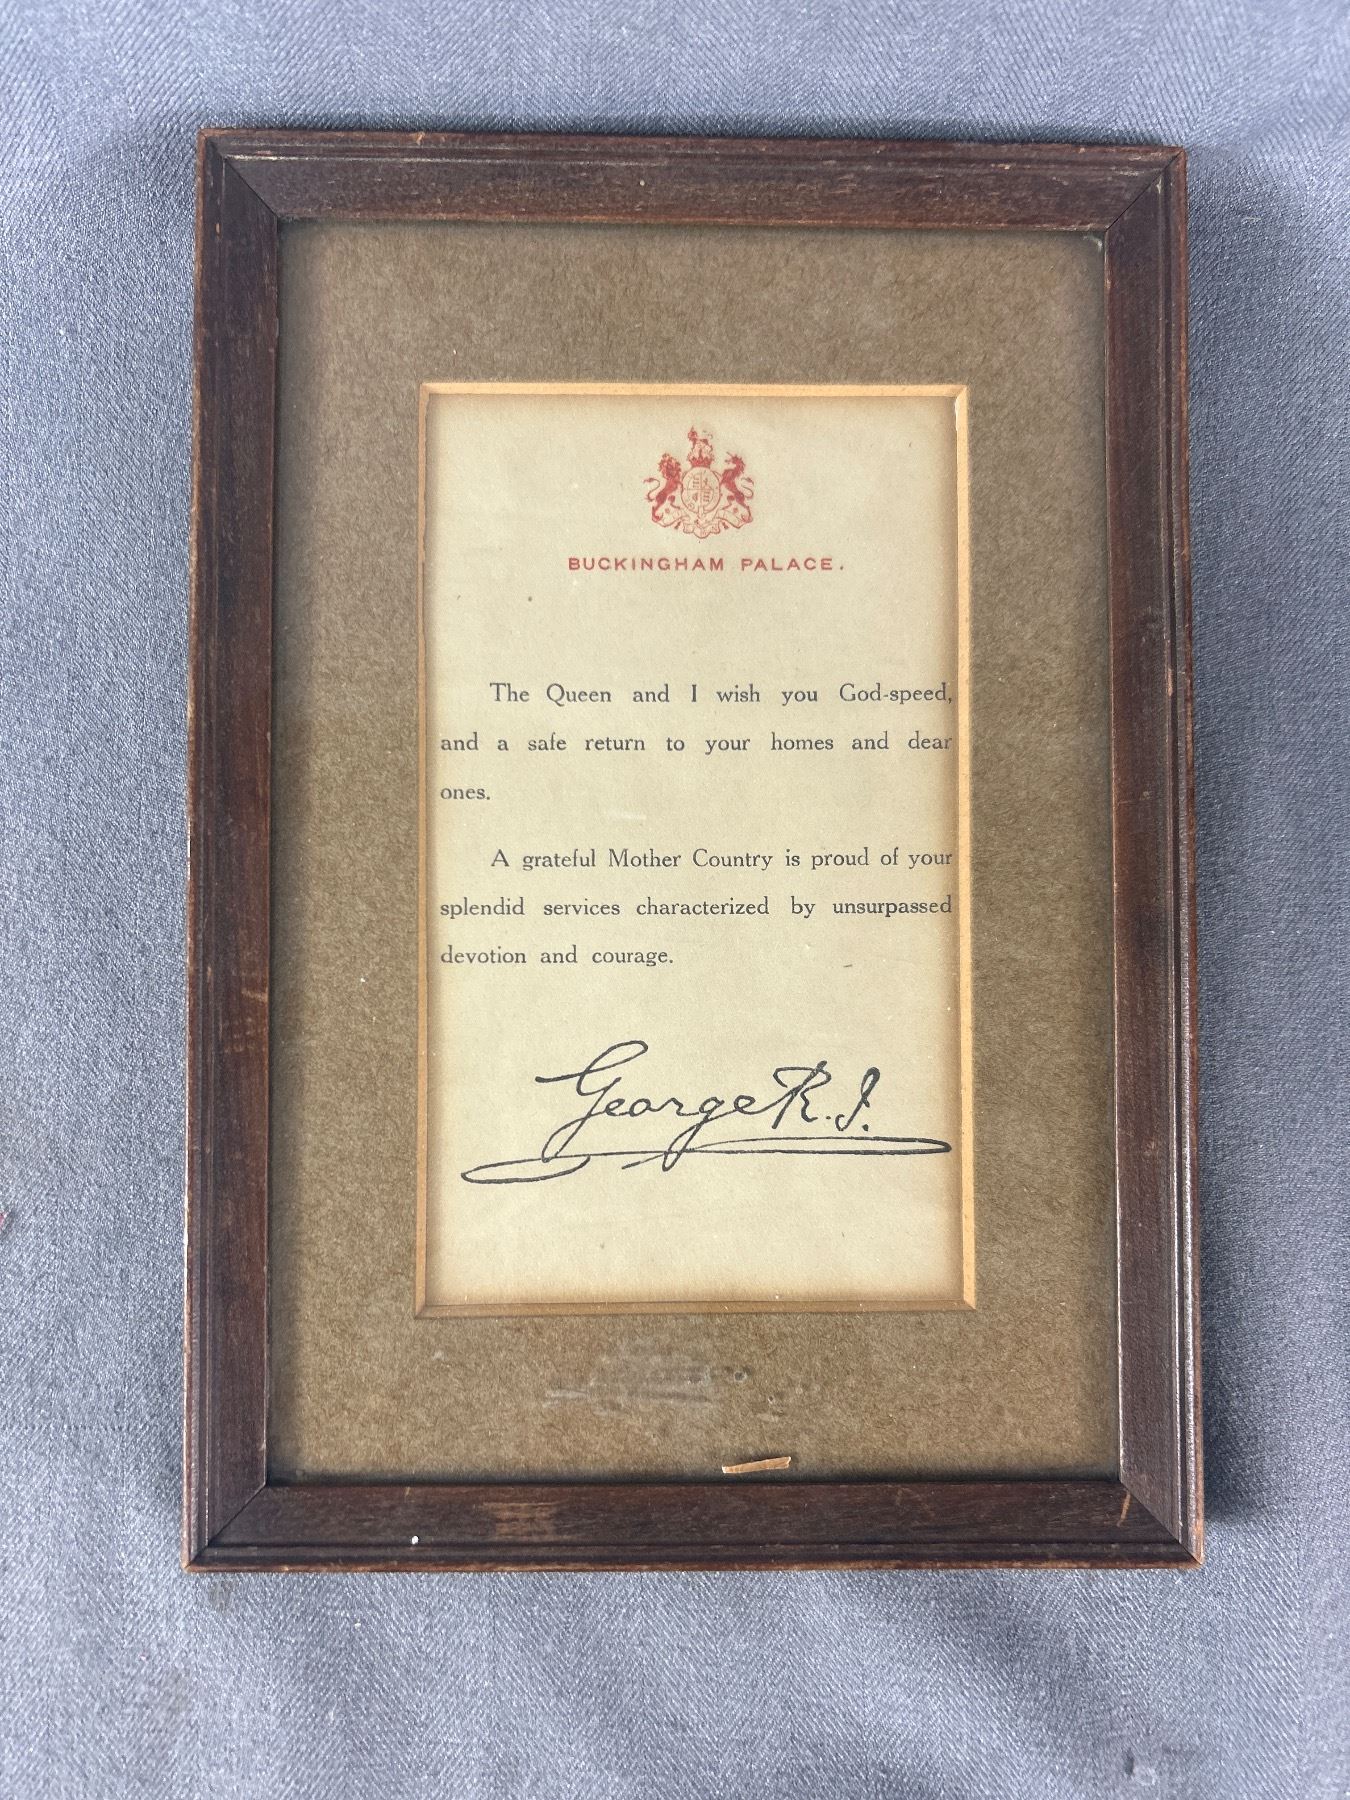 BUCKINGHAM PALACE.
The Queen and I wish you God-speed,
and a safe return to your homes and dear
ones.
A grateful Mother Country is proud of your
splendid services characterized by unsurpassed
devotion and courage.
George R.I.